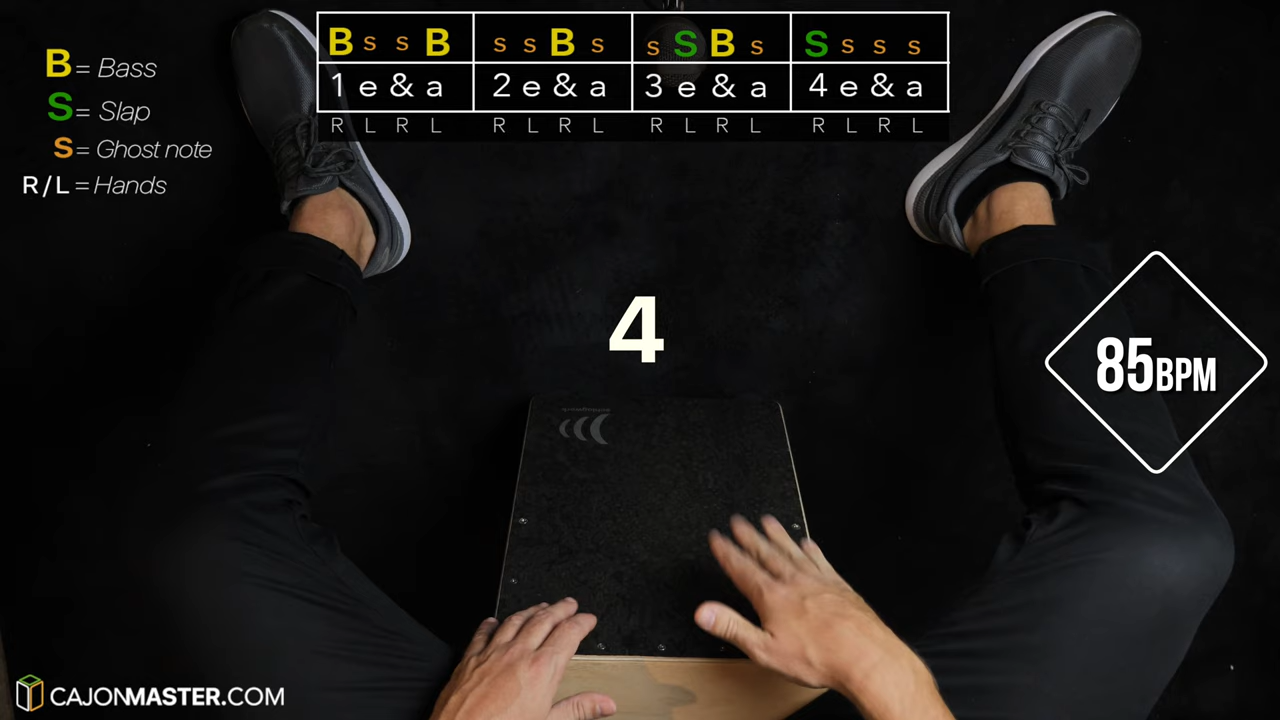 B = Bass
S = Slap
s = Ghost note
R/L = Hands
B s s B s s B s s S B s S s s s
1 e & a 2 e & a 3 e & a 4 e & a
R L R L R L R L R L R L R L R L
4
85BPM
CAJONMASTER.COM